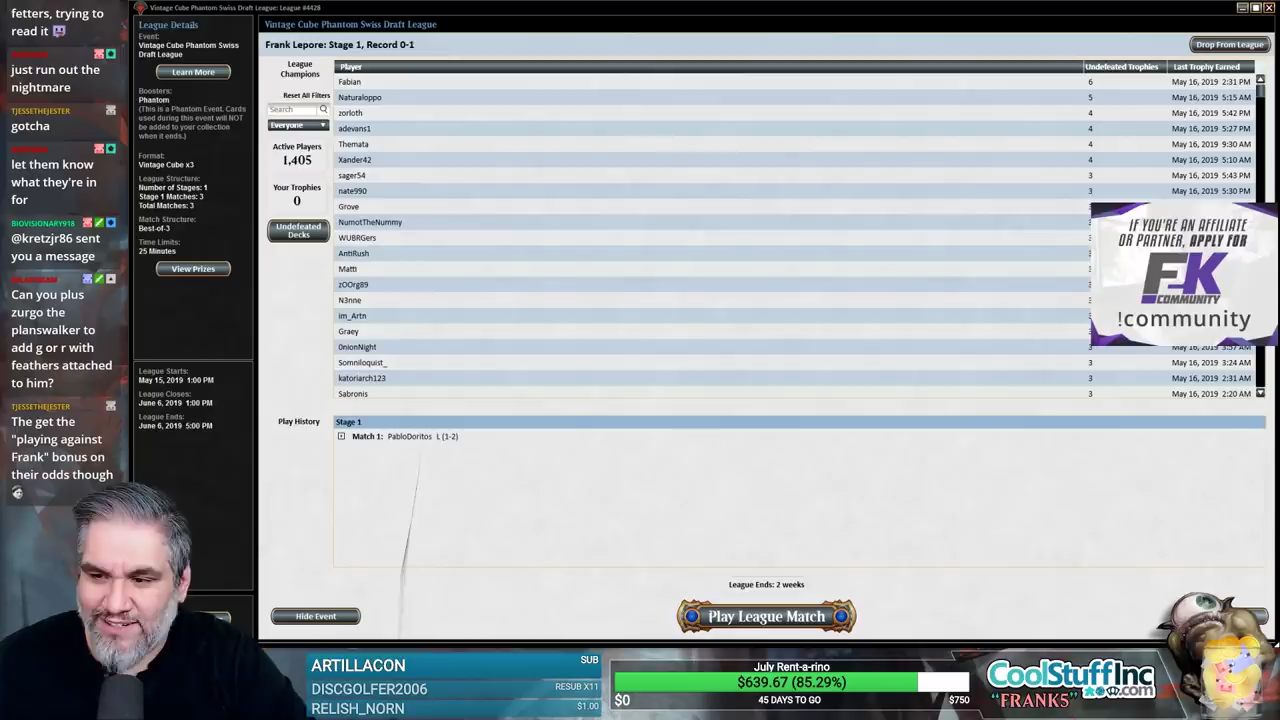 Vintage Cube Phantom Swiss Draft League: League #4428
fetters, trying to
read it
just run out the
nightmare
TJESSETHEJESTER
gotcha
let them know
what they're in
for
BIOVISIONARY918
@kretzjr86 sent
you a message
Can you plus
zurgo the
planswalker to
add g or r with
feathers attached
to him?
TJESSETHEJESTER
The get the
"playing against
Frank" bonus on
their odds though
League Details
Event:
Vintage Cube Phantom Swiss
Draft League
Learn More
Boosters:
Phantom
(This is a Phantom Event. Cards
used during this event will NOT
be added to your collection
when it ends.)
Format:
Vintage Cube x3
League Structure:
Number of Stages: 1
Stage 1 Matches: 3
Total Matches: 3
Match Structure:
Best-of-3
Time Limits:
25 Minutes
View Prizes
League Starts:
May 15, 2019 1:00 PM
League Closes:
June 6, 2019 1:00 PM
League Ends:
June 6, 2019 5:00 PM
Vintage Cube Phantom Swiss Draft League
Frank Lepore: Stage 1, Record 0-1
Drop From League
League
Champions
Reset All Filters
Search
Everyone
Active Players
1,405
Your Trophies
0
Undefeated
Decks
Player Undefeated Trophies Last Trophy Earned
Fabian 6 May 16, 2019 2:31 PM
Naturaloppo 5 May 16, 2019 5:15 AM
zorloth 4 May 16, 2019 5:42 PM
adevans1 4 May 16, 2019 5:27 PM
Themata 4 May 16, 2019 9:30 AM
Xander42 4 May 16, 2019 5:10 AM
sager54 3 May 16, 2019 5:43 PM
nate990 3 May 16, 2019 5:30 PM
Grove 3
NumotTheNummy
WUBRGers
AntiRush
Matti
zOOrg89
N3nne
im_Artn
Graey
0nionNight May 16, 2019 3:37 AM
Somniloquist_ 3 May 16, 2019 3:24 AM
katoriarch123 3 May 16, 2019 2:31 AM
Sabronis 3 May 16, 2019 2:20 AM
IF YOU'RE AN AFFILIATE
OR PARTNER, APPLY FOR
COMMUNITY
!community
Play History
Stage 1
Match 1: PabloDoritos L (1-2)
League Ends: 2 weeks
Hide Event
Play League Match
ARTILLACON SUB
DISCGOLFER2006 RESUB X11
RELISH_NORN $1.00
July Rent-a-rino
$639.67 (85.29%)
$0 45 DAYS TO GO $750
CoolStuffInc
.com
"FRANK5"